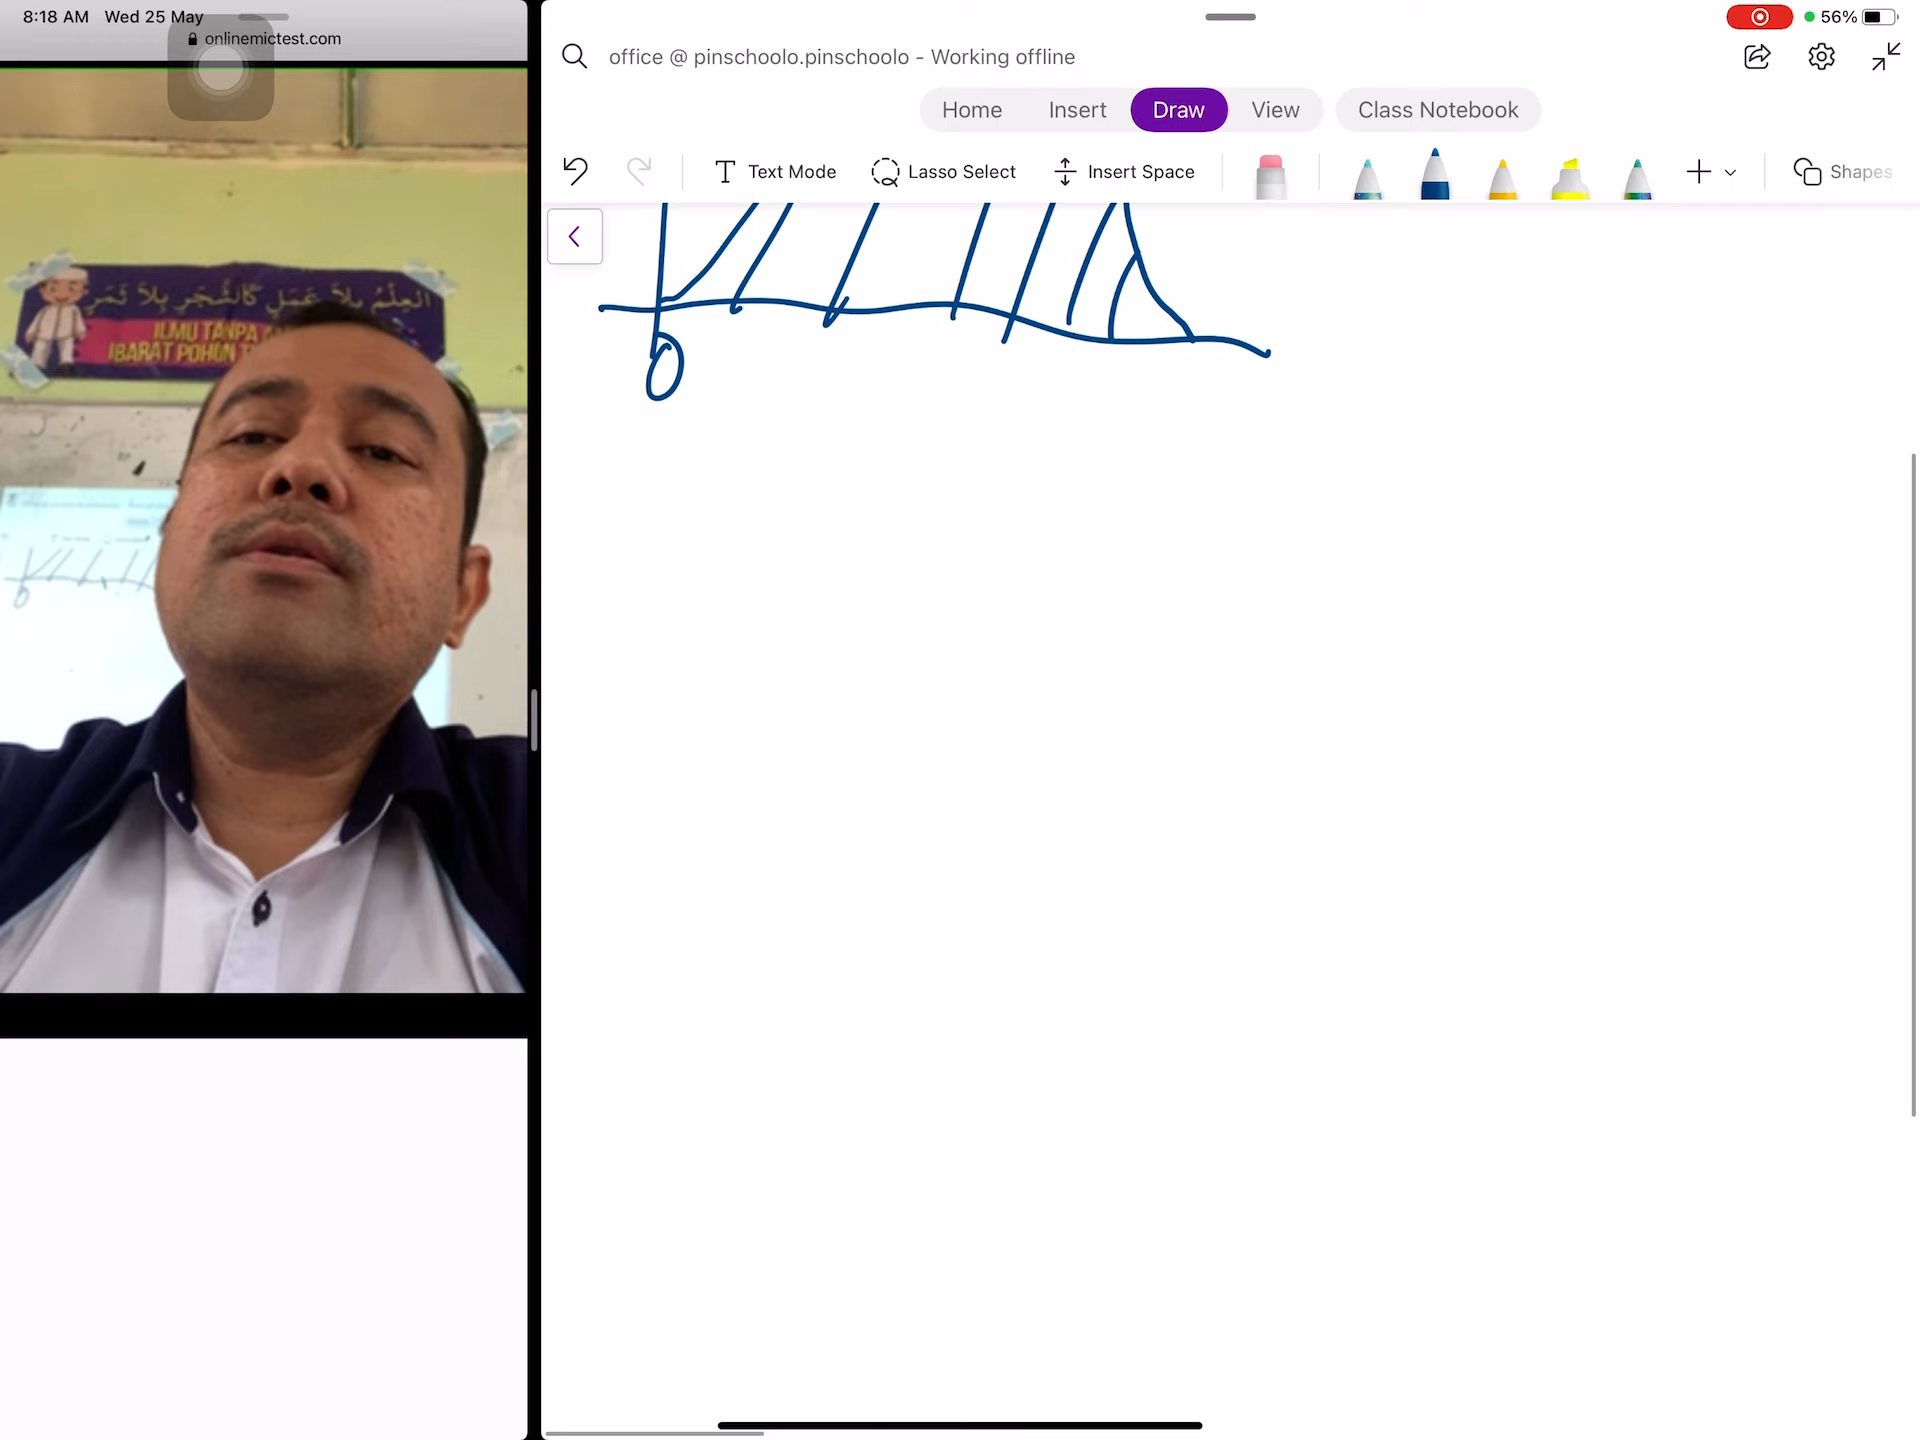 8:18 AM Wed 25 May
onlinemictest.com
56%
office @ pinschoolo.pinschoolo - Working offline
Home Insert Draw View Class Notebook
Text Mode Lasso Select Insert Space Shapes
العِلْمُ بِلاَ عَمَلٍ كَالشَّجَرِ بِلاَ ثَمَرٍ
ILMU TANPA
IBARAT POHON T
0